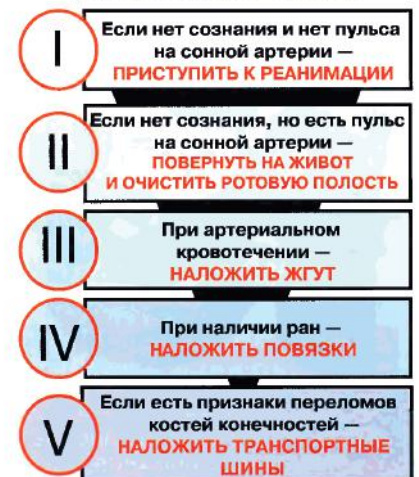 I
Если нет сознания и нет пульса
на сонной артерии —
ПРИСТУПИТЬ К РЕАНИМАЦИИ
II
Если нет сознания, но есть пульс
на сонной артерии —
ПОВЕРНУТЬ НА ЖИВОТ
И ОЧИСТИТЬ РОТОВУЮ ПОЛОСТЬ
III
При артериальном
кровотечении —
НАЛОЖИТЬ ЖГУТ
IV
При наличии ран —
НАЛОЖИТЬ ПОВЯЗКИ
V
Если есть признаки переломов
костей конечностей —
НАЛОЖИТЬ ТРАНСПОРТНЫЕ
ШИНЫ